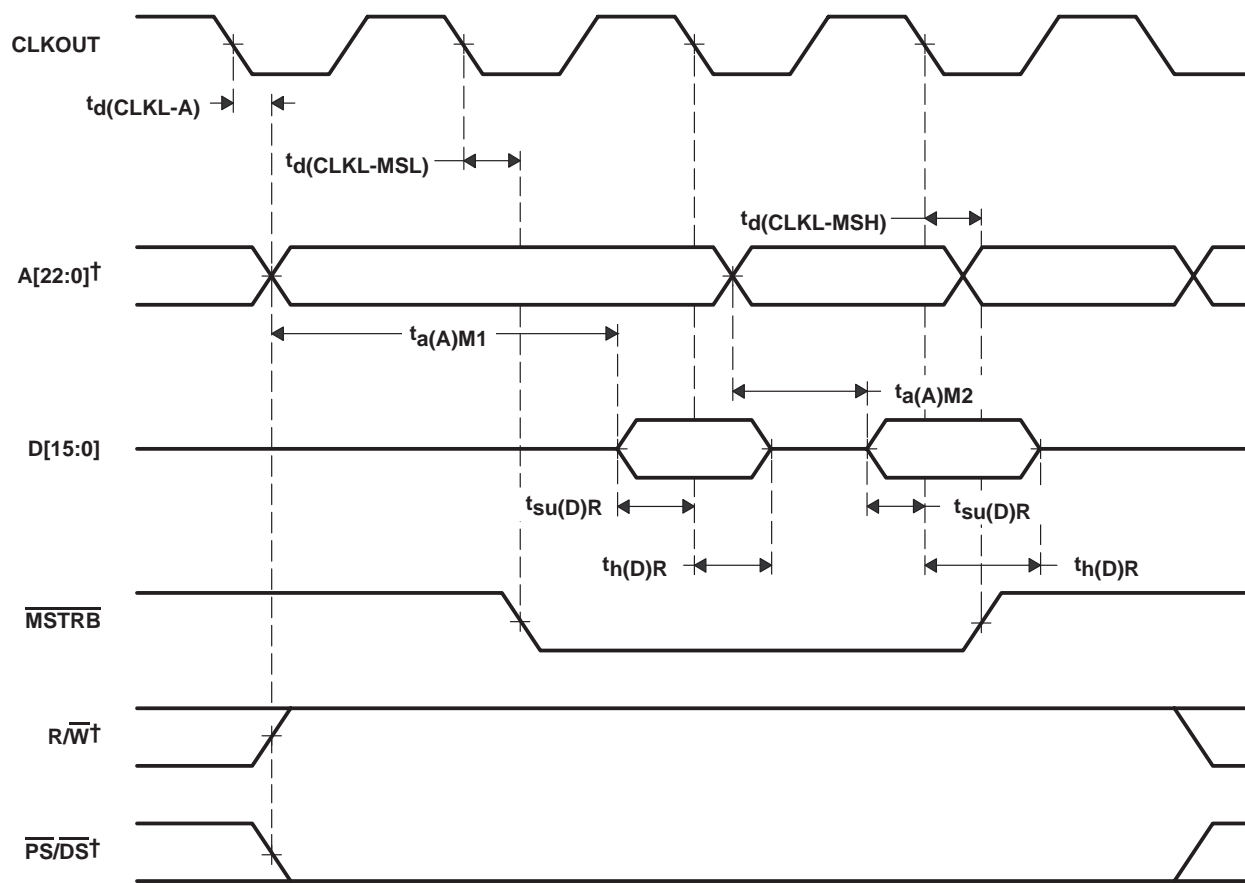 CLKOUT
td(CLKL-A)
td(CLKL-MSL)
td(CLKL-MSH)
A[22:0]†
ta(A)M1
ta(A)M2
D[15:0]
tsu(D)R
tsu(D)R
th(D)R
th(D)R
MSTRB
R/W†
PS/DS†